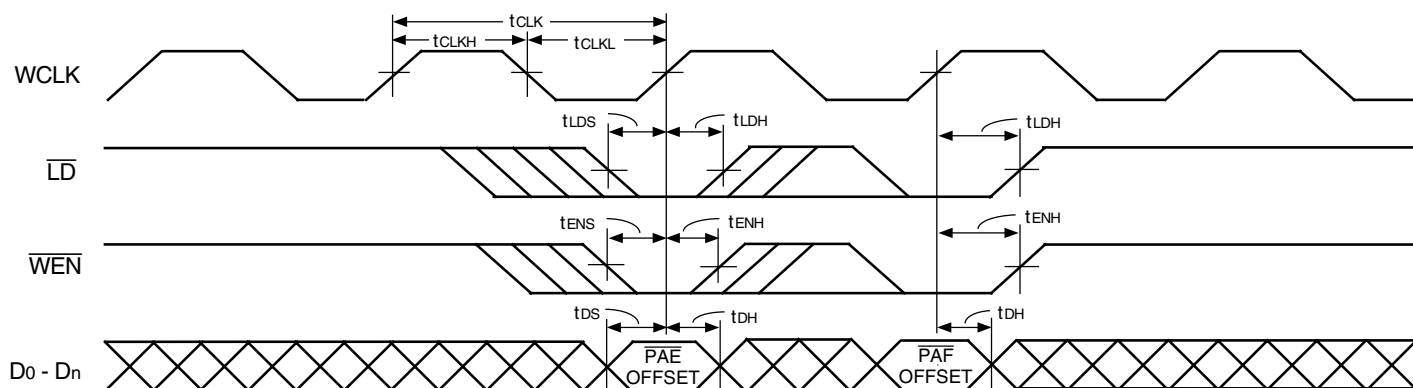 tCLK
tCLKH tCLKL
WCLK
tLDS tLDH tLDH
LD
tENS tENH tENH
WEN
tDS tDH tDH
D0 - Dn PAE OFFSET PAF OFFSET